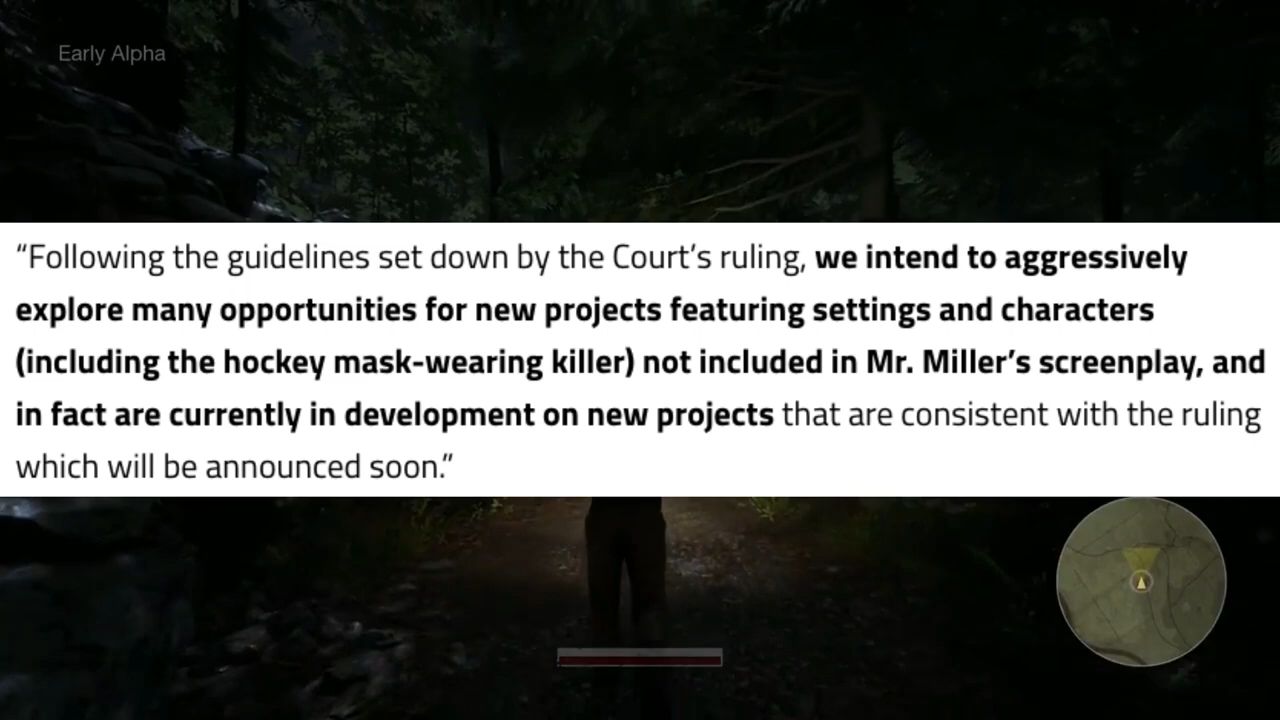 Early Alpha
“Following the guidelines set down by the Court’s ruling, we intend to aggressively
explore many opportunities for new projects featuring settings and characters
(including the hockey mask-wearing killer) not included in Mr. Miller’s screenplay, and
in fact are currently in development on new projects that are consistent with the ruling
which will be announced soon.”